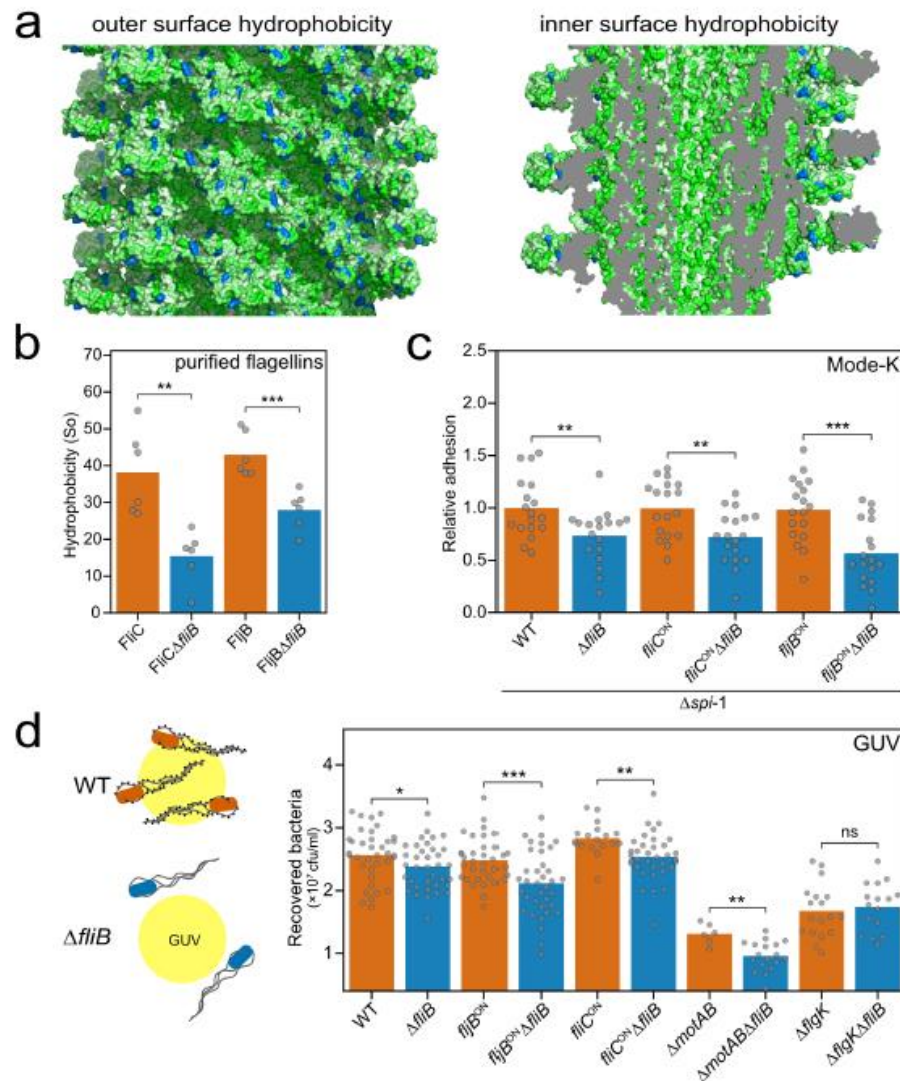 a
outer surface hydrophobicity
inner surface hydrophobicity
b
purified flagellins
Hydrophobicity (So)
70
60
50
40
30
20
10
0
**
***
FliC
FliCΔfliB
FljB
FljBΔfliB
c
Mode-K
Relative adhesion
2.5
2.0
1.5
1.0
0.5
0.0
**
**
***
WT
ΔfliB
fliCON
fliCONΔfliB
fljBON
fljBONΔfliB
Δspi-1
d
WT
ΔfliB
GUV
GUV
Recovered bacteria
(×10⁷ cfu/ml)
4
3
2
1
*
***
**
**
ns
WT
ΔfliB
fljBON
fljBONΔfliB
fliCON
fliCONΔfliB
ΔmotAB
ΔmotABΔfliB
ΔflgK
ΔflgKΔfliB